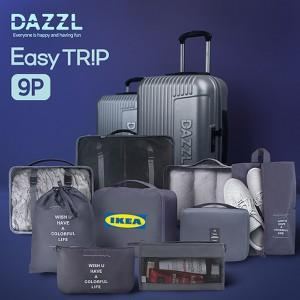 DAZZL
Everyone is happy and having fun
Easy TR!P
9P
DAZZL
WISH U
HAVE
A
COLORFUL
LIFE
IKEA
WISH U
HAVE
A
COLORFUL
LIFE